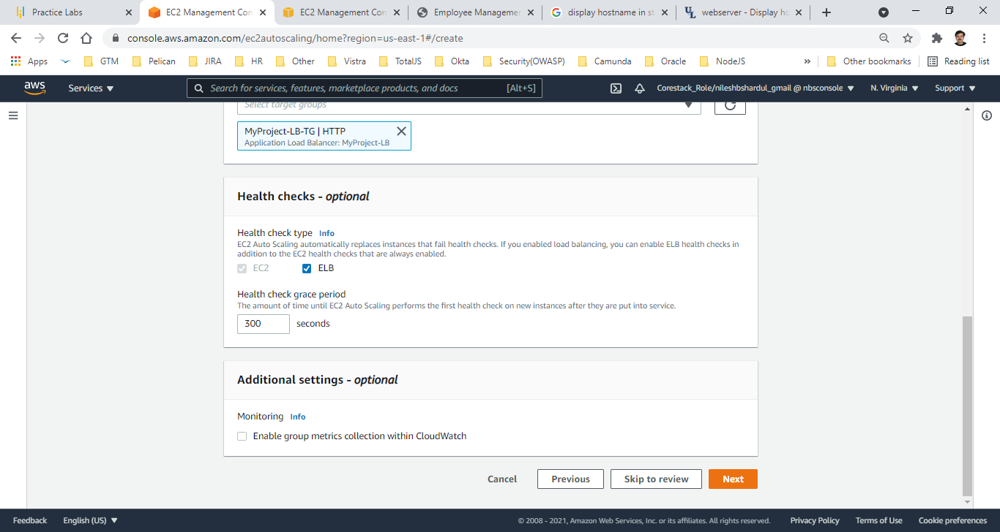 Practice Labs
EC2 Management Con
EC2 Management Con
Employee Managemen
display hostname in st
webserver - Display ho
console.aws.amazon.com/ec2autoscaling/home?region=us-east-1#/create
Apps
GTM
Pelican
JIRA
HR
Other
Vistra
TotalJS
Okta
Security(OWASP)
Camunda
Oracle
NodeJS
»
Other bookmarks
Reading list
aws
Services
Search for services, features, marketplace products, and docs
[Alt+S]
Corestack_Role/nileshbshardul_gmail @ nbsconsole
N. Virginia
Support
Select target groups
MyProject-LB-TG | HTTP
Application Load Balancer: MyProject-LB
Health checks - optional
Health check type Info
EC2 Auto Scaling automatically replaces instances that fail health checks. If you enabled load balancing, you can enable ELB health checks in
addition to the EC2 health checks that are always enabled.
EC2
ELB
Health check grace period
The amount of time until EC2 Auto Scaling performs the first health check on new instances after they are put into service.
300 seconds
Additional settings - optional
Monitoring Info
Enable group metrics collection within CloudWatch
Cancel
Previous
Skip to review
Next
Feedback
English (US)
© 2008 - 2021, Amazon Web Services, Inc. or its affiliates. All rights reserved.
Privacy Policy
Terms of Use
Cookie preferences